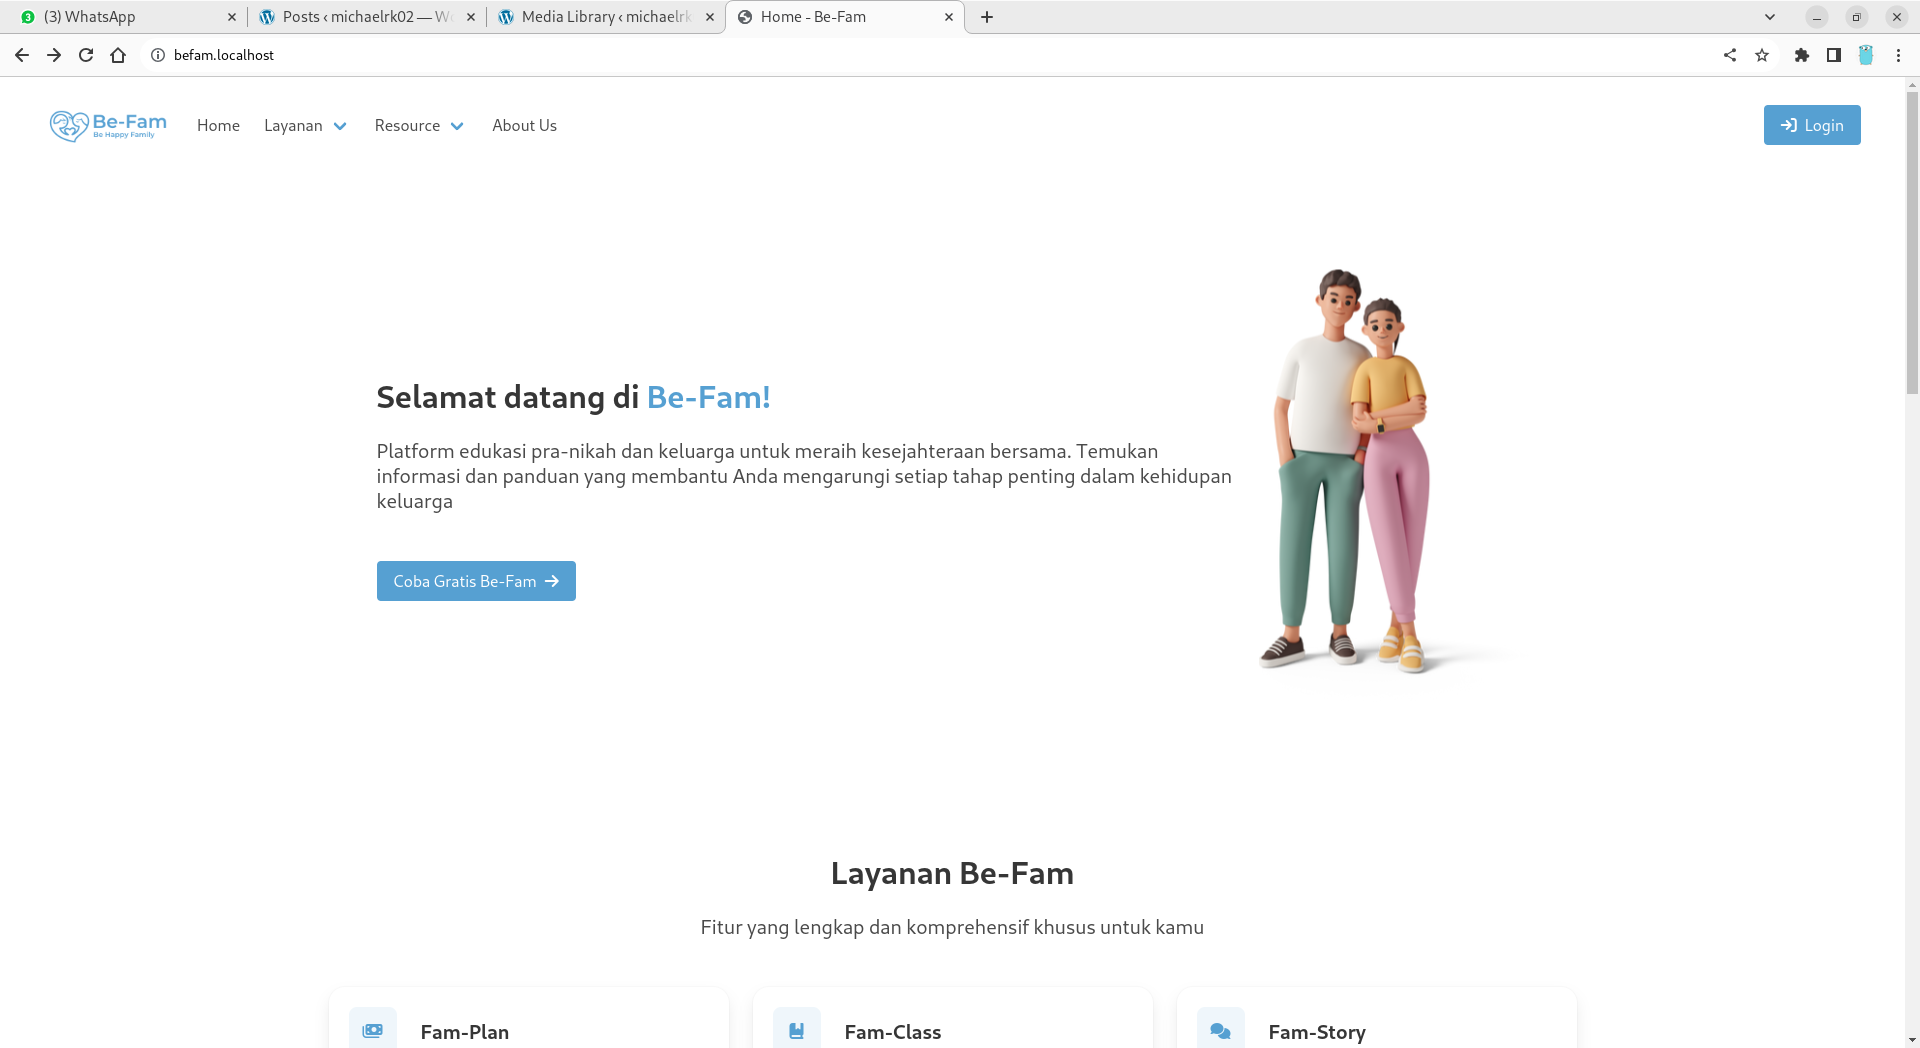 (3) WhatsApp
Posts ‹ michaelrk02 — W
Media Library ‹ michaelrk
Home - Be-Fam
befam.localhost
Be-Fam
Be Happy Family
Home
Layanan
Resource
About Us
Login
Selamat datang di Be-Fam!
Platform edukasi pra-nikah dan keluarga untuk meraih kesejahteraan bersama. Temukan
informasi dan panduan yang membantu Anda mengarungi setiap tahap penting dalam kehidupan
keluarga
Coba Gratis Be-Fam
Layanan Be-Fam
Fitur yang lengkap dan komprehensif khusus untuk kamu
Fam-Plan
Fam-Class
Fam-Story